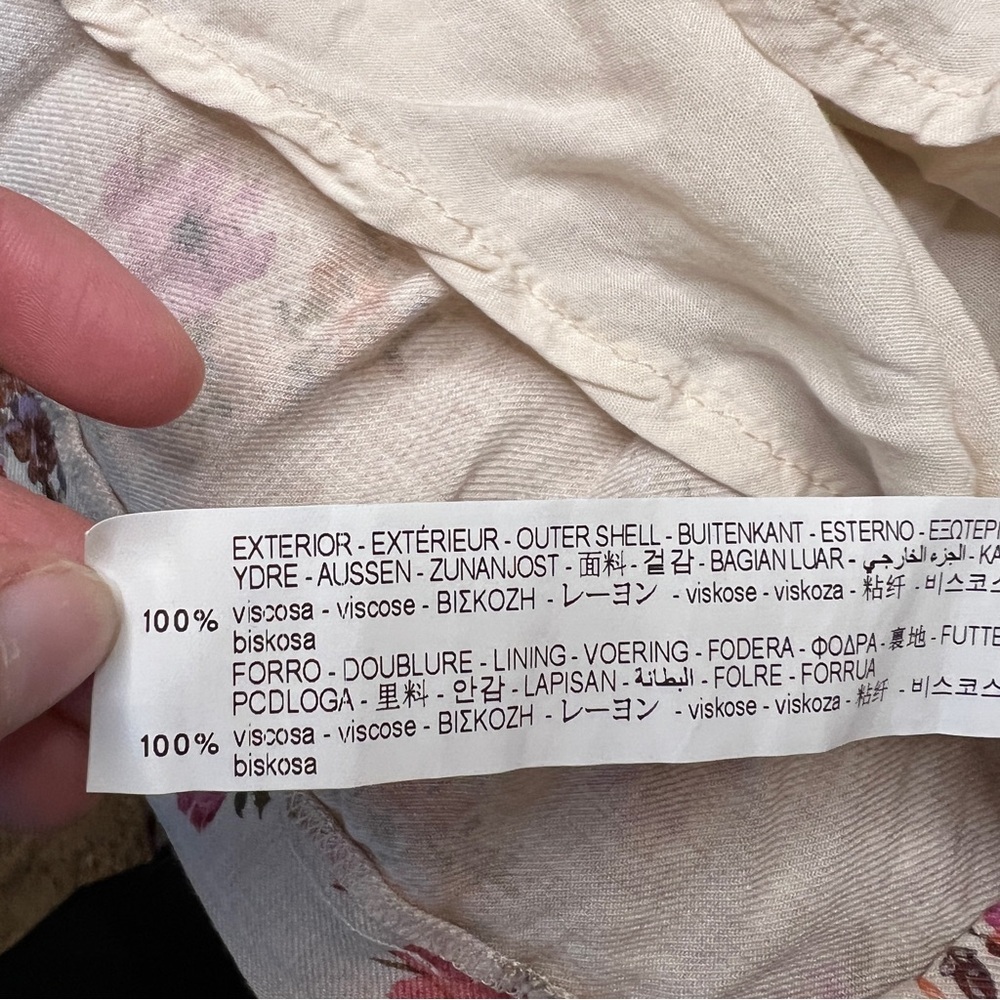 EXTERIOR - EXTÉRIEUR - OUTER SHELL - BUITENKANT - ESTERNO - ΕΞΩΤΕΡΙ
YDRE - AUSSEN - ZUNANJOST - 面料 - 겉감 - BAGIAN LUAR - الجزء الخارجي - KA
100% viscosa - viscose - ΒΙΣΚΟΖΗ - レーヨン - viskose - viskoza - 粘纤 - 비스코스
biskosa
FORRO - DOUBLURE - LINING - VOERING - FODERA - ΦΟΔΡΑ - 裏地 - FUTTE
PCDLOGA - 里料 - 안감 - LAPISAN - البطانة - FOLRE - FORRUA
100% viscosa - viscose - ΒΙΣΚΟΖΗ - レーヨン - viskose - viskoza - 粘纤 - 비스코스
biskosa